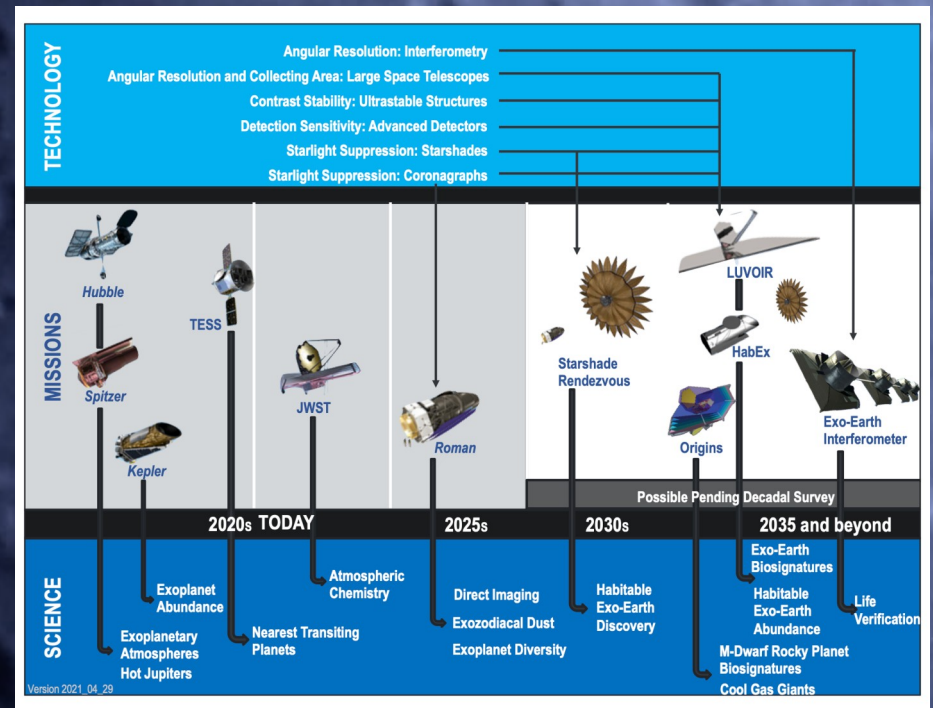 TECHNOLOGY
Angular Resolution: Interferometry
Angular Resolution and Collecting Area: Large Space Telescopes
Contrast Stability: Ultrastable Structures
Detection Sensitivity: Advanced Detectors
Starlight Suppression: Starshades
Starlight Suppression: Coronagraphs
MISSIONS
Hubble
Spitzer
Kepler
TESS
JWST
Roman
Starshade
Rendezvous
LUVOIR
HabEx
Origins
Exo-Earth
Interferometer
Possible Pending Decadal Survey
2020s TODAY
2025s
2030s
2035 and beyond
SCIENCE
Exoplanet
Abundance
Exoplanetary
Atmospheres
Hot Jupiters
Nearest Transiting
Planets
Atmospheric
Chemistry
Direct Imaging
Exozodiacal Dust
Exoplanet Diversity
Habitable
Exo-Earth
Discovery
Exo-Earth
Biosignatures
Habitable
Exo-Earth
Abundance
M-Dwarf Rocky Planet
Biosignatures
Cool Gas Giants
Life
Verification
Version 2021_04_29